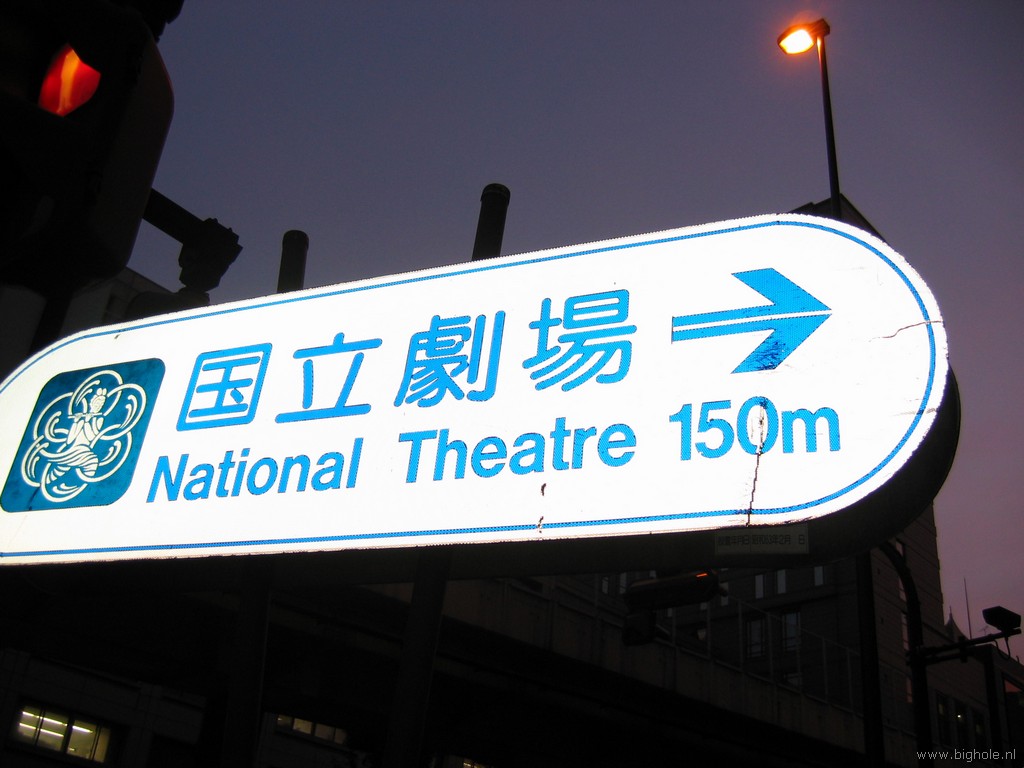 国立劇場
National Theatre 150m
www.bighole.nl